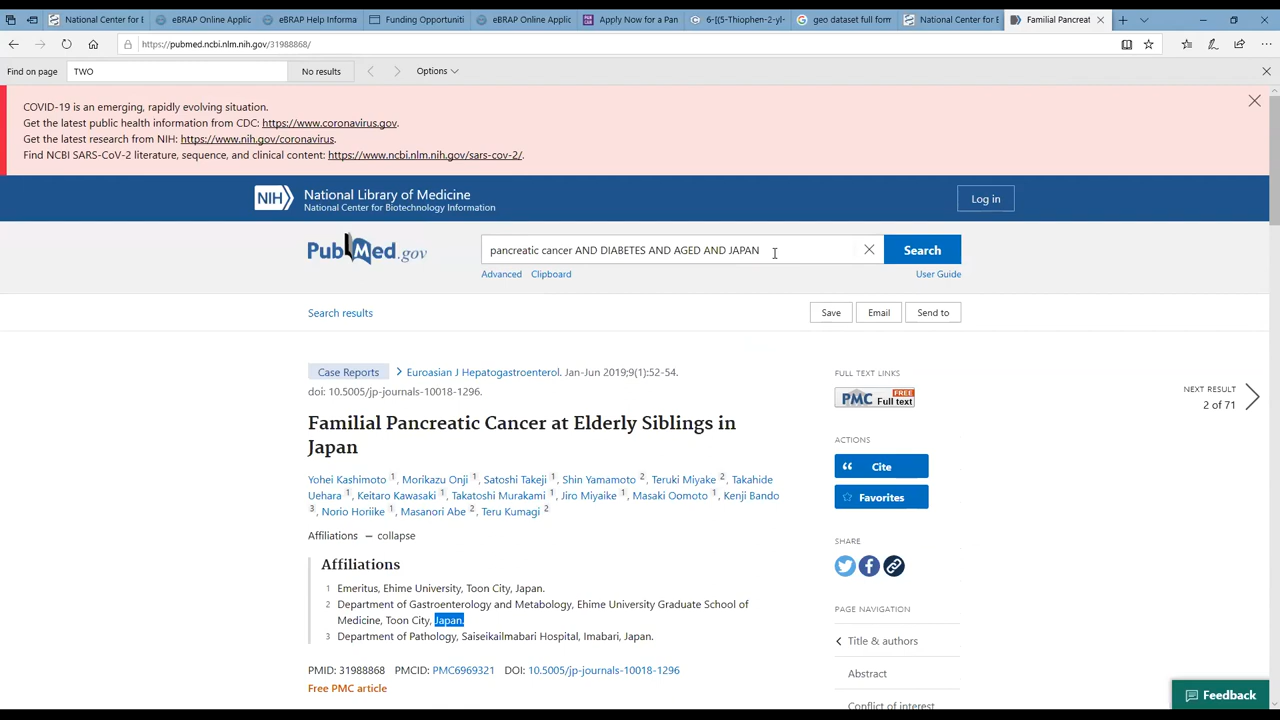 National Center for E
eBRAP Online Applic
eBRAP Help Informa
Funding Opportuniti
eBRAP Online Applic
Apply Now for a Pan
6-[(5-Thiophen-2-yl-
geo dataset full form
National Center for E
Familial Pancreat
https://pubmed.ncbi.nlm.nih.gov/31988868/
Find on page
TWO
No results
Options
COVID-19 is an emerging, rapidly evolving situation.
Get the latest public health information from CDC: https://www.coronavirus.gov.
Get the latest research from NIH: https://www.nih.gov/coronavirus.
Find NCBI SARS-CoV-2 literature, sequence, and clinical content: https://www.ncbi.nlm.nih.gov/sars-cov-2/.
NIH
National Library of Medicine
National Center for Biotechnology Information
Log in
PubMed.gov
pancreatic cancer AND DIABETES AND AGED AND JAPAN
Search
Advanced
Clipboard
User Guide
Search results
Save
Email
Send to
Case Reports
Euroasian J Hepatogastroenterol. Jan-Jun 2019;9(1):52-54.
doi: 10.5005/jp-journals-10018-1296.
Familial Pancreatic Cancer at Elderly Siblings in
Japan
Yohei Kashimoto 1, Morikazu Onji 1, Satoshi Takeji 1, Shin Yamamoto 2, Teruki Miyake 2, Takahide
Uehara 1, Keitaro Kawasaki 1, Takatoshi Murakami 1, Jiro Miyaike 1, Masaki Oomoto 1, Kenji Bando
3, Norio Horiike 1, Masanori Abe 2, Teru Kumagi 2
Affiliations – collapse
Affiliations
1 Emeritus, Ehime University, Toon City, Japan.
2 Department of Gastroenterology and Metabology, Ehime University Graduate School of
Medicine, Toon City, Japan.
3 Department of Pathology, Saiseikailmabari Hospital, Imabari, Japan.
PMID: 31988868 PMCID: PMC6969321 DOI: 10.5005/jp-journals-10018-1296
Free PMC article
FULL TEXT LINKS
PMC FREE Full text
ACTIONS
Cite
Favorites
SHARE
PAGE NAVIGATION
Title & authors
Abstract
Conflict of interest
NEXT RESULT
2 of 71
Feedback